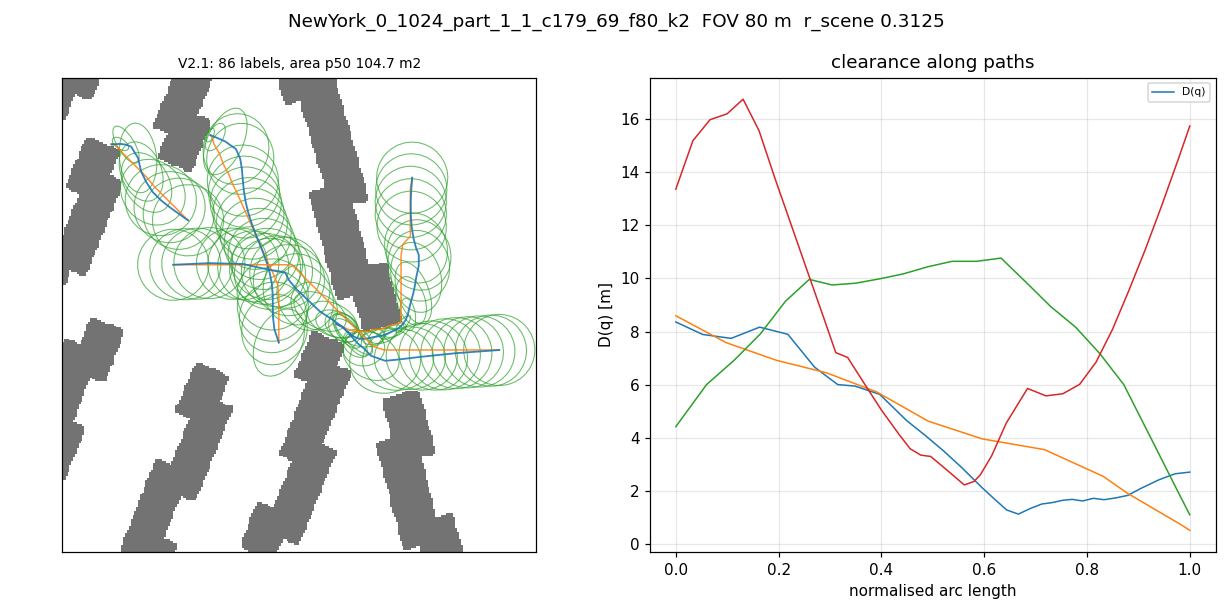 NewYork_0_1024_part_1_1_c179_69_f80_k2  FOV 80 m  r_scene 0.3125
V2.1: 86 labels, area p50 104.7 m2
clearance along paths
D(q)
16
14
12
10
8
6
4
2
0
D(q) [m]
0.0 0.2 0.4 0.6 0.8 1.0
normalised arc length